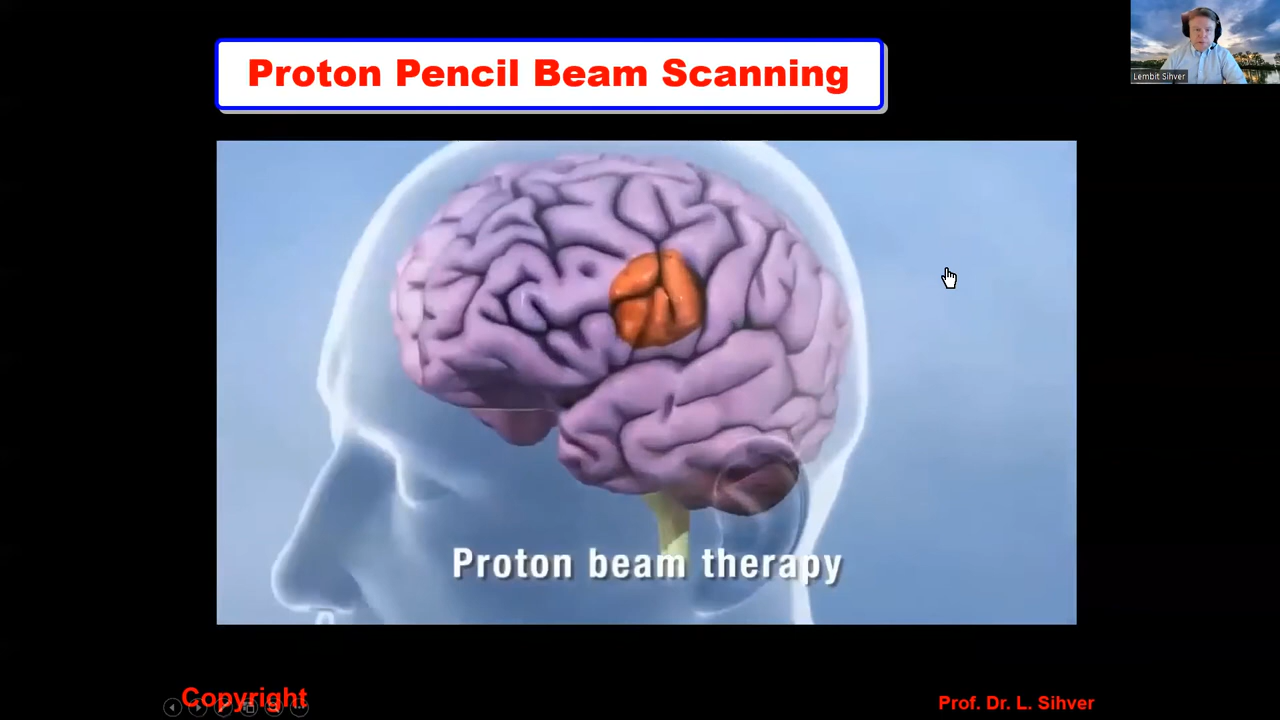 Proton Pencil Beam Scanning
Lembit Sihver
Proton beam therapy
Copyright
Prof. Dr. L. Sihver